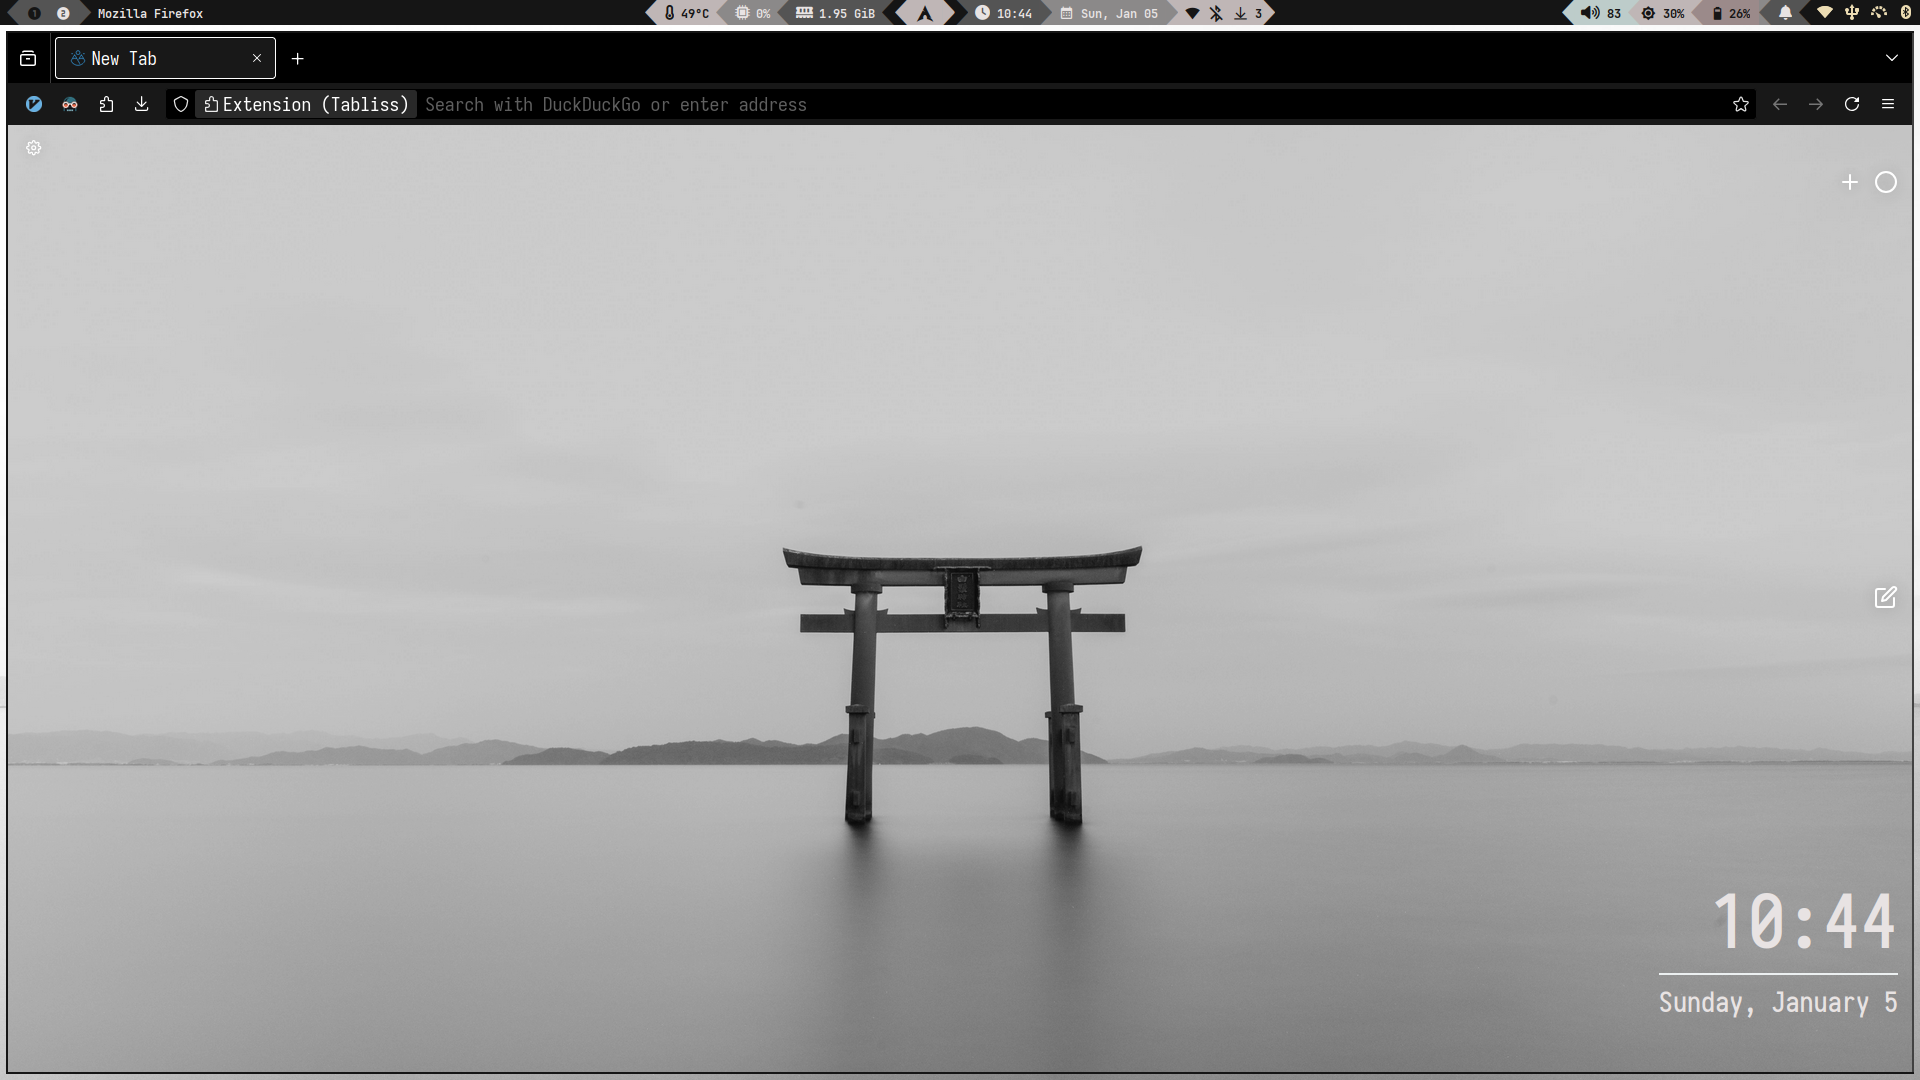 1 2 Mozilla Firefox 49°C 0% 1.95 GiB 10:44 Sun, Jan 05 3 83 30% 26%
New Tab
Extension (Tabliss) Search with DuckDuckGo or enter address
10:44
Sunday, January 5